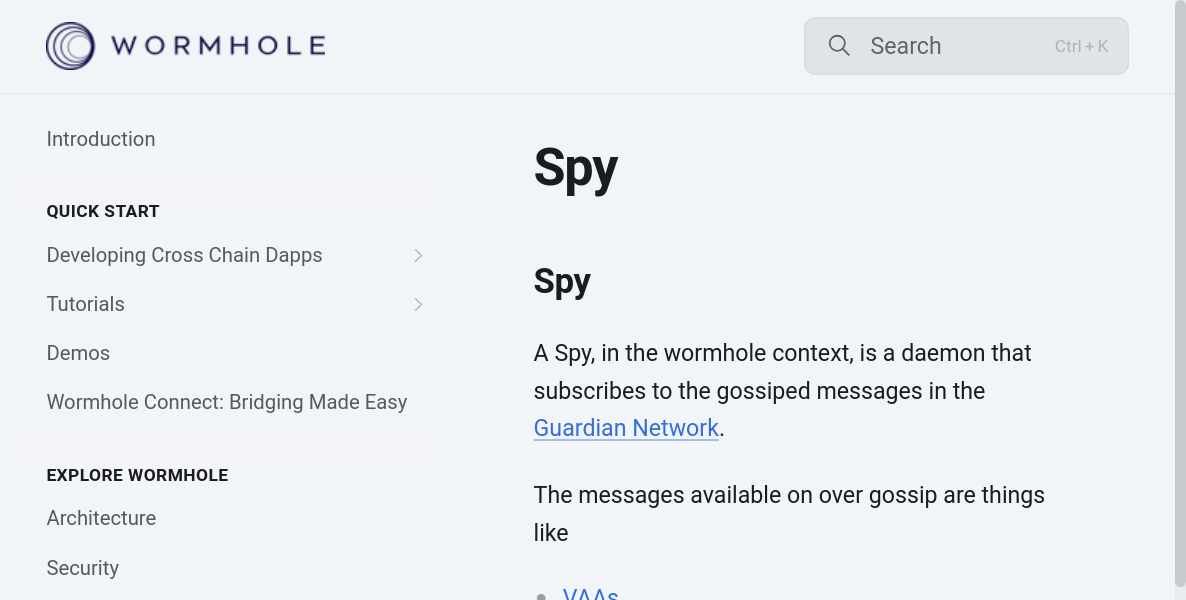 WORMHOLE
Search
Ctrl + K
Introduction
QUICK START
Developing Cross Chain Dapps
Tutorials
Demos
Wormhole Connect: Bridging Made Easy
EXPLORE WORMHOLE
Architecture
Security
Spy
Spy
A Spy, in the wormhole context, is a daemon that
subscribes to the gossiped messages in the
Guardian Network.
The messages available on over gossip are things
like
VAAs